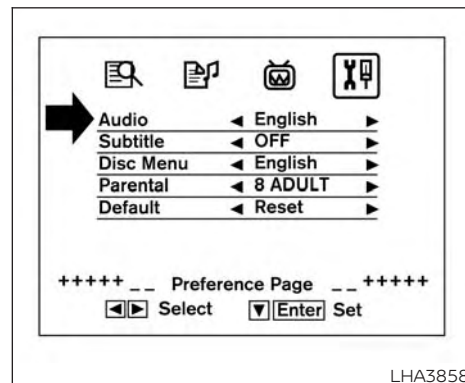 Audio ◀ English ▶
Subtitle ◀ OFF ▶
Disc Menu ◀ English ▶
Parental ◀ 8 ADULT ▶
Default ◀ Reset ▶
+++++ _ _ Preference Page _ _ +++++
◀ ▶ Select ▼ Enter Set
LHA3858